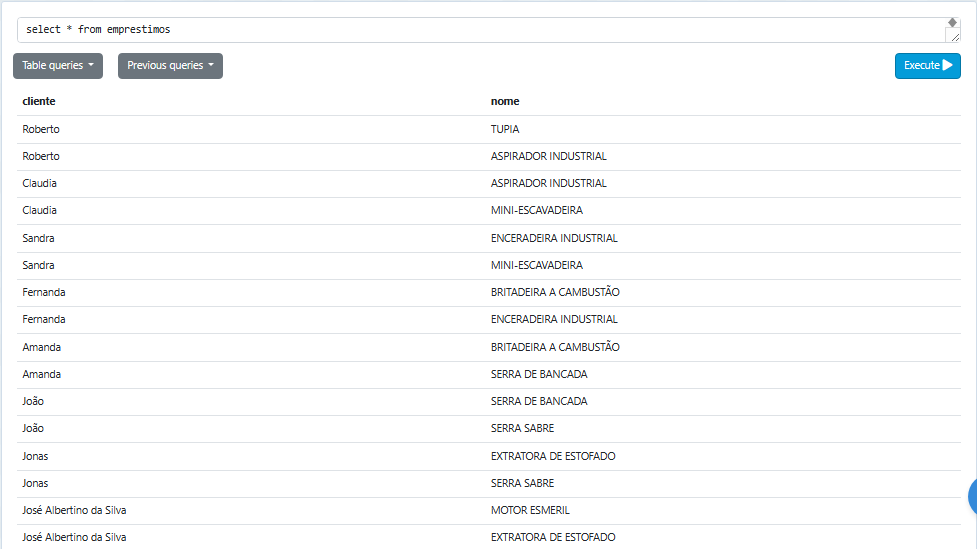 select * from emprestimos
Table queries Previous queries Execute
cliente nome
Roberto TUPIA
Roberto ASPIRADOR INDUSTRIAL
Claudia ASPIRADOR INDUSTRIAL
Claudia MINI-ESCAVADEIRA
Sandra ENCERADEIRA INDUSTRIAL
Sandra MINI-ESCAVADEIRA
Fernanda BRITADEIRA A CAMBUSTÃO
Fernanda ENCERADEIRA INDUSTRIAL
Amanda BRITADEIRA A CAMBUSTÃO
Amanda SERRA DE BANCADA
João SERRA DE BANCADA
João SERRA SABRE
Jonas EXTRATORA DE ESTOFADO
Jonas SERRA SABRE
José Albertino da Silva MOTOR ESMERIL
José Albertino da Silva EXTRATORA DE ESTOFADO